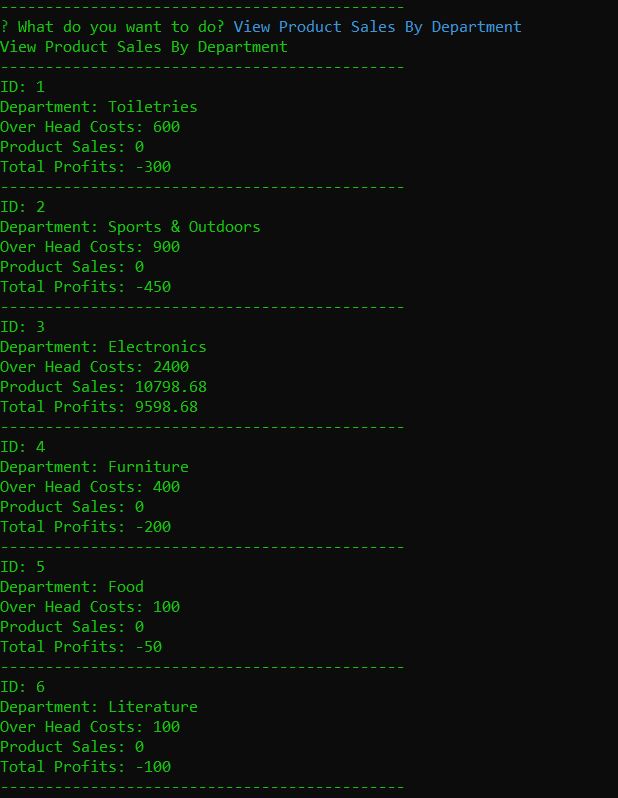 ---------------------------------------------
? What do you want to do? View Product Sales By Department
View Product Sales By Department
---------------------------------------------
ID: 1
Department: Toiletries
Over Head Costs: 600
Product Sales: 0
Total Profits: -300
---------------------------------------------
ID: 2
Department: Sports & Outdoors
Over Head Costs: 900
Product Sales: 0
Total Profits: -450
---------------------------------------------
ID: 3
Department: Electronics
Over Head Costs: 2400
Product Sales: 10798.68
Total Profits: 9598.68
---------------------------------------------
ID: 4
Department: Furniture
Over Head Costs: 400
Product Sales: 0
Total Profits: -200
---------------------------------------------
ID: 5
Department: Food
Over Head Costs: 100
Product Sales: 0
Total Profits: -50
---------------------------------------------
ID: 6
Department: Literature
Over Head Costs: 100
Product Sales: 0
Total Profits: -100
---------------------------------------------